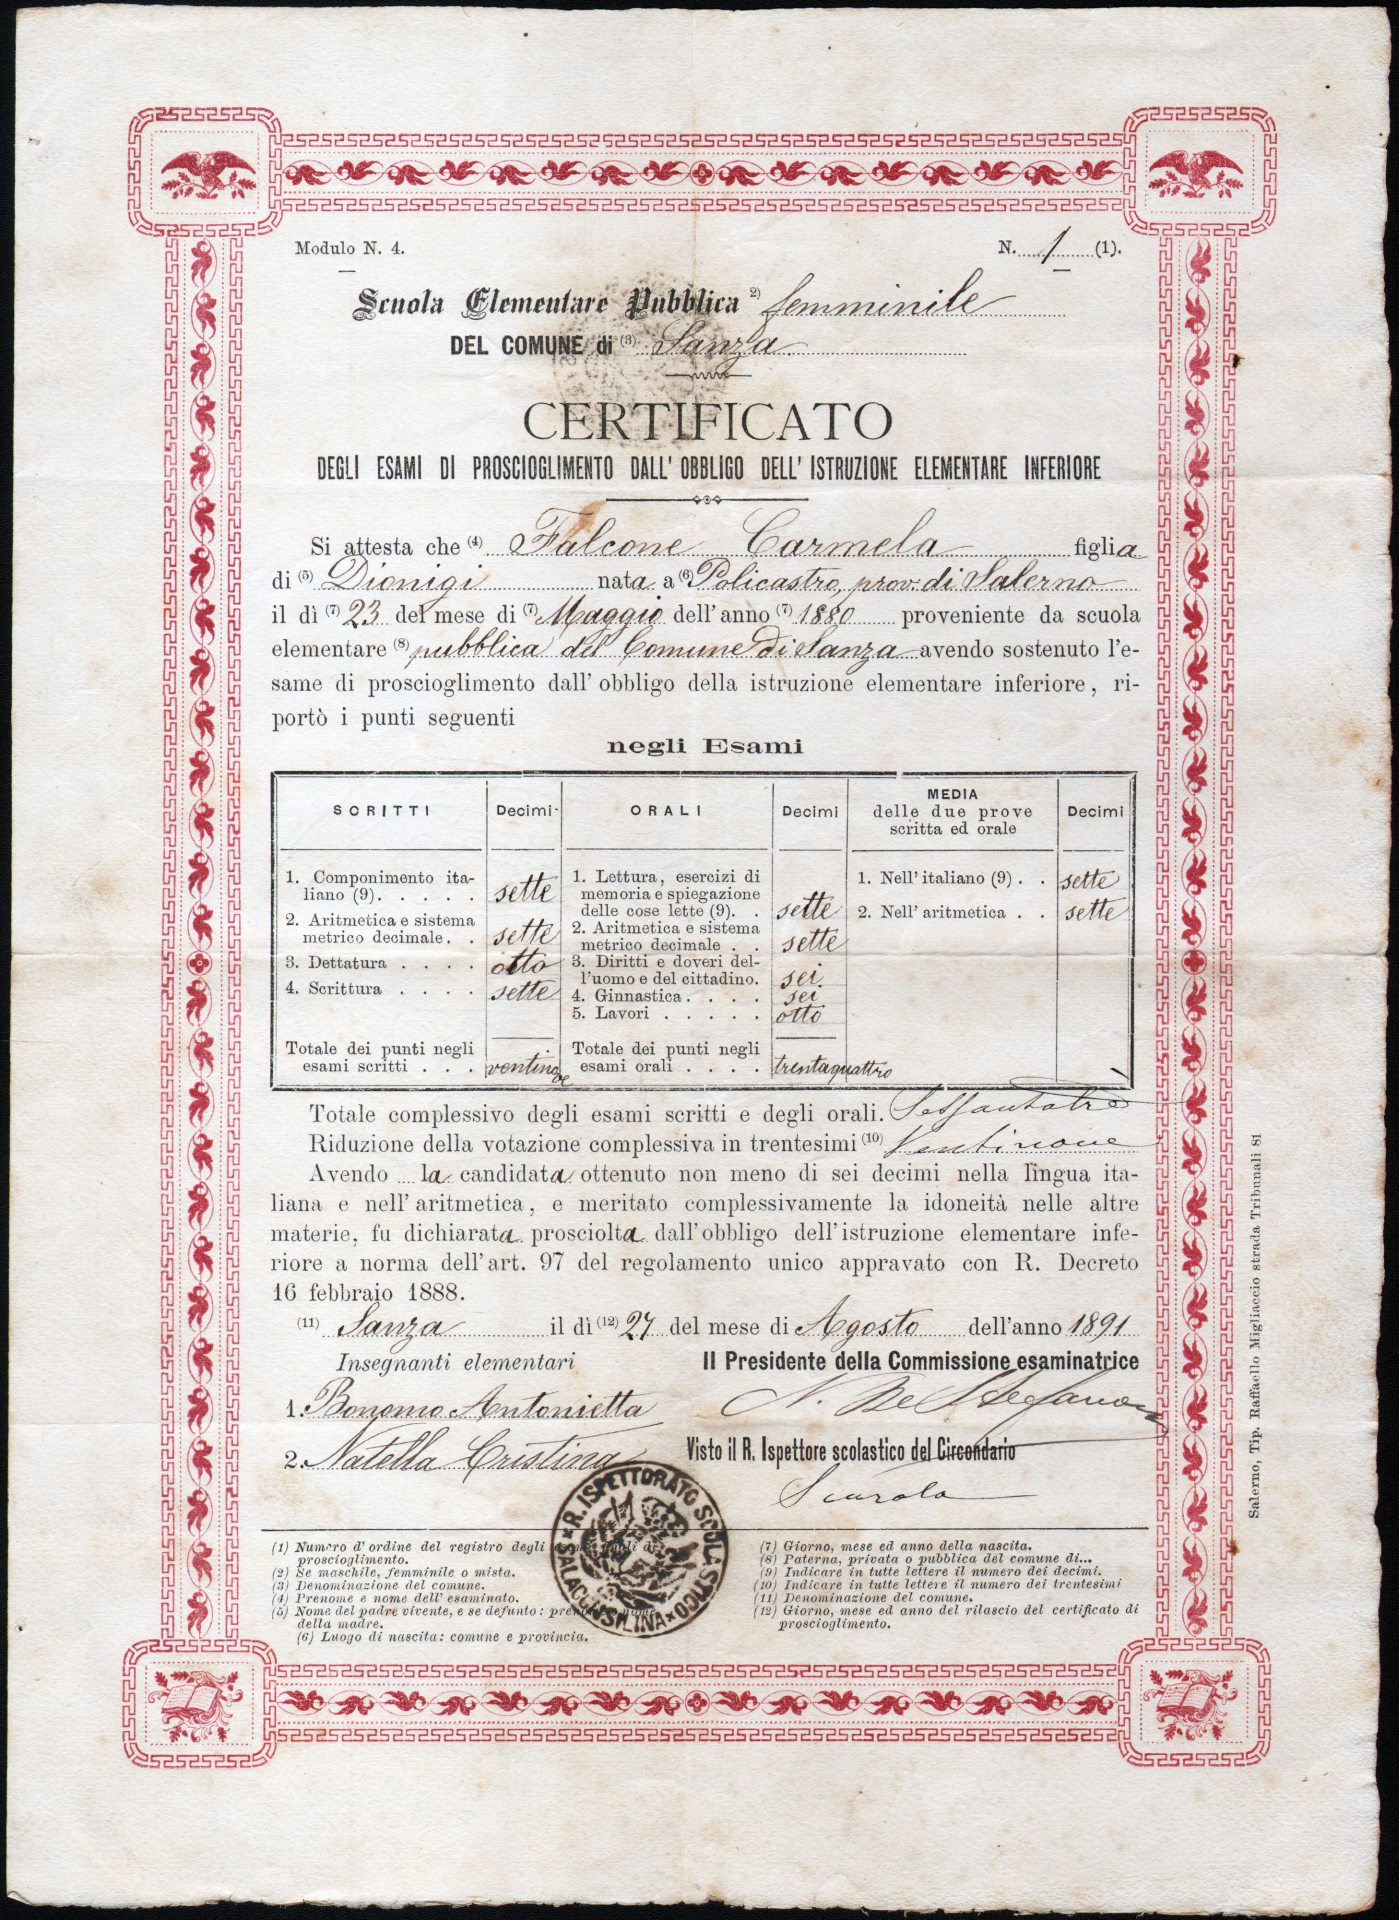 Modulo N. 4.
N. 1 (1).
Scuola Elementare Pubblica 2) femminile
DEL COMUNE di (3) Sanza
CERTIFICATO
DEGLI ESAMI DI PROSCIOGLIMENTO DALL' OBBLIGO DELL' ISTRUZIONE ELEMENTARE INFERIORE
Si attesta che (4) Falcone Carmela figlia
di (5) Dionigi nata a (6) Policastro, prov: di Salerno
il dì (7) 23 del mese di (7) Maggio dell' anno (7) 1880 proveniente da scuola
elementare (8) pubblica del Comune di Sanza avendo sostenuto l'e-
same di proscioglimento dall' obbligo della istruzione elementare inferiore, ri-
portò i punti seguenti
negli Esami
SCRITTI Decimi
1. Componimento ita-
liano (9). . . . . . sette
2. Aritmetica e sistema
metrico decimale. . sette
3. Dettatura . . . . otto
4. Scrittura . . . . sette
Totale dei punti negli
esami scritti . . . ventinove
ORALI Decimi
1. Lettura, esercizi di
memoria e spiegazione
delle cose lette (9). . sette
2. Aritmetica e sistema
metrico decimale . . sette
3. Diritti e doveri del-
l'uomo e del cittadino. sei
4. Ginnastica. . . . . sei
5. Lavori . . . . . otto
Totale dei punti negli
esami orali . . . . trentaquattro
MEDIA
delle due prove
scritta ed orale
Decimi
1. Nell' italiano (9) . . sette
2. Nell' aritmetica . . sette
Totale complessivo degli esami scritti e degli orali. Sessantatrè
Riduzione della votazione complessiva in trentesimi (10)
Avendo la candidata ottenuto non meno di sei decimi nella lingua ita-
liana e nell' aritmetica, e meritato complessivamente la idoneità nelle altre
materie, fu dichiarata prosciolta dall' obbligo dell' istruzione elementare infe-
riore a norma dell' art. 97 del regolamento unico appravato con R. Decreto
16 febbraio 1888.
(11) Sanza il dì (12) 27 del mese di Agosto dell'anno 1891
Insegnanti elementari
1. Bonomo Antonietta
2. Natella Cristina
Il Presidente della Commissione esaminatrice
N. De Stefano
Visto il R. Ispettore scolastico del Circondario
R. ISPETTORATO SCOLASTICO
(1) Numero d' ordine del registro degli
proscioglimento.
(2) Se maschile, femminile o mista.
(3) Denominazione del comune.
(4) Prenome e nome dell' esaminato.
(5) Nome del padre vivente, e se defunto: prenome e nome
della madre.
(6) Luogo di nascita: comune e provincia.
(7) Giorno, mese ed anno della nascita.
(8) Paterna, privata o pubblica del comune di...
(9) Indicare in tutte lettere il numero dei decimi.
(10) Indicare in tutte lettere il numero dei trentesimi
(11) Denominazione del comune.
(12) Giorno, mese ed anno del rilascio del certificato di
proscioglimento.
Salerno, Tip. Raffaello Migliaccio strada Tribunali 81